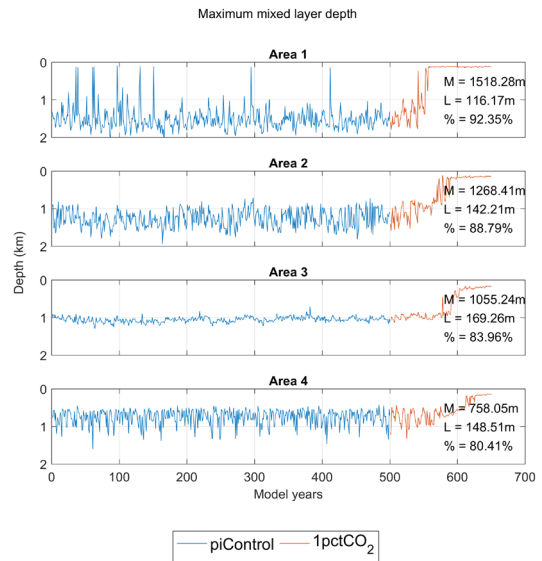 Maximum mixed layer depth
Area 1
0
1
2
M = 1518.28m
L = 116.17m
% = 92.35%
Area 2
0
1
2
M = 1268.41m
L = 142.21m
% = 88.79%
Depth (km)
Area 3
0
1
2
M = 1055.24m
L = 169.26m
% = 83.96%
Area 4
0
1
2
M = 758.05m
L = 148.51m
% = 80.41%
0 100 200 300 400 500 600 700
Model years
piControl 1pctCO₂